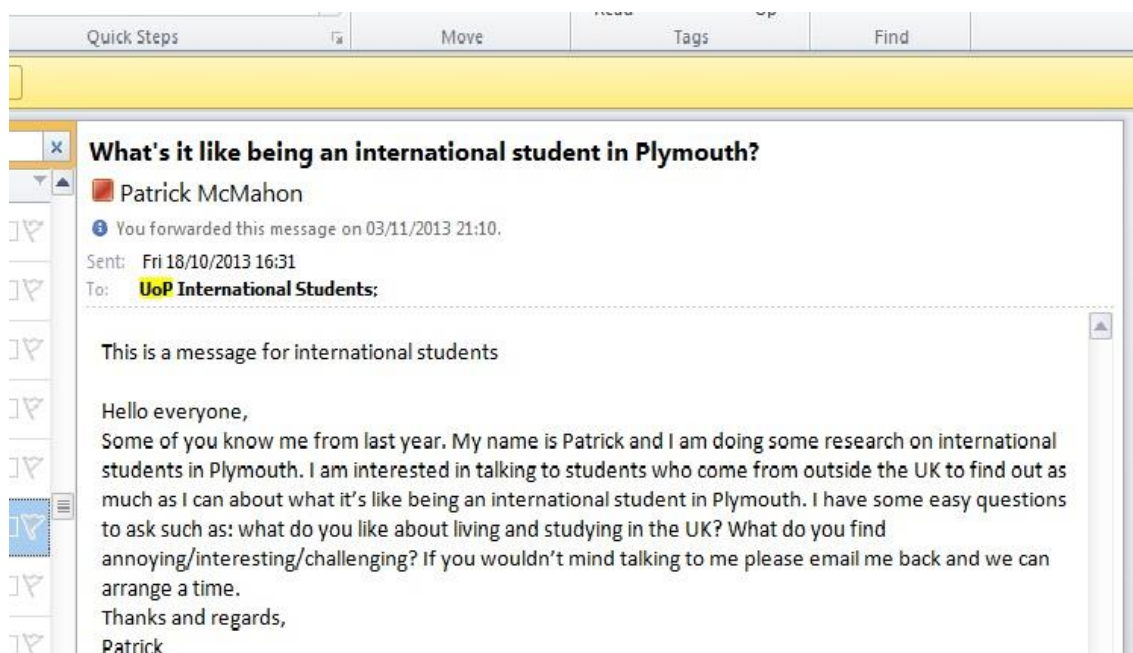 Quick Steps Move Tags Find
What's it like being an international student in Plymouth?
Patrick McMahon
You forwarded this message on 03/11/2013 21:10.
Sent: Fri 18/10/2013 16:31
To: UoP International Students;
This is a message for international students
Hello everyone,
Some of you know me from last year. My name is Patrick and I am doing some research on international
students in Plymouth. I am interested in talking to students who come from outside the UK to find out as
much as I can about what it’s like being an international student in Plymouth. I have some easy questions
to ask such as: what do you like about living and studying in the UK? What do you find
annoying/interesting/challenging? If you wouldn’t mind talking to me please email me back and we can
arrange a time.
Thanks and regards,
Patrick